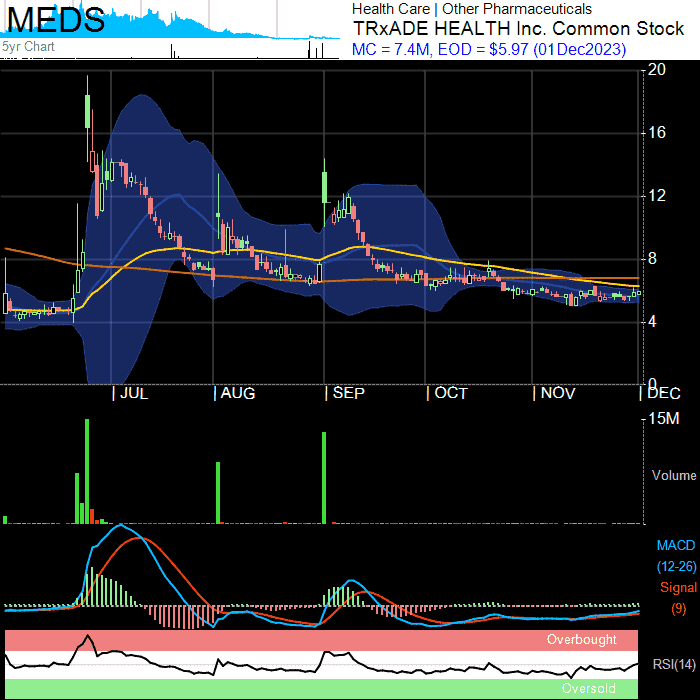 MEDS
5yr Chart
Health Care | Other Pharmaceuticals
TRxADE HEALTH Inc. Common Stock
MC = 7.4M, EOD = $5.97 (01Dec2023)
20
16
12
8
4
0
| JUL | AUG | SEP | OCT | NOV | DEC
15M
Volume
MACD
(12-26)
Signal
(9)
Overbought
RSI(14)
Oversold